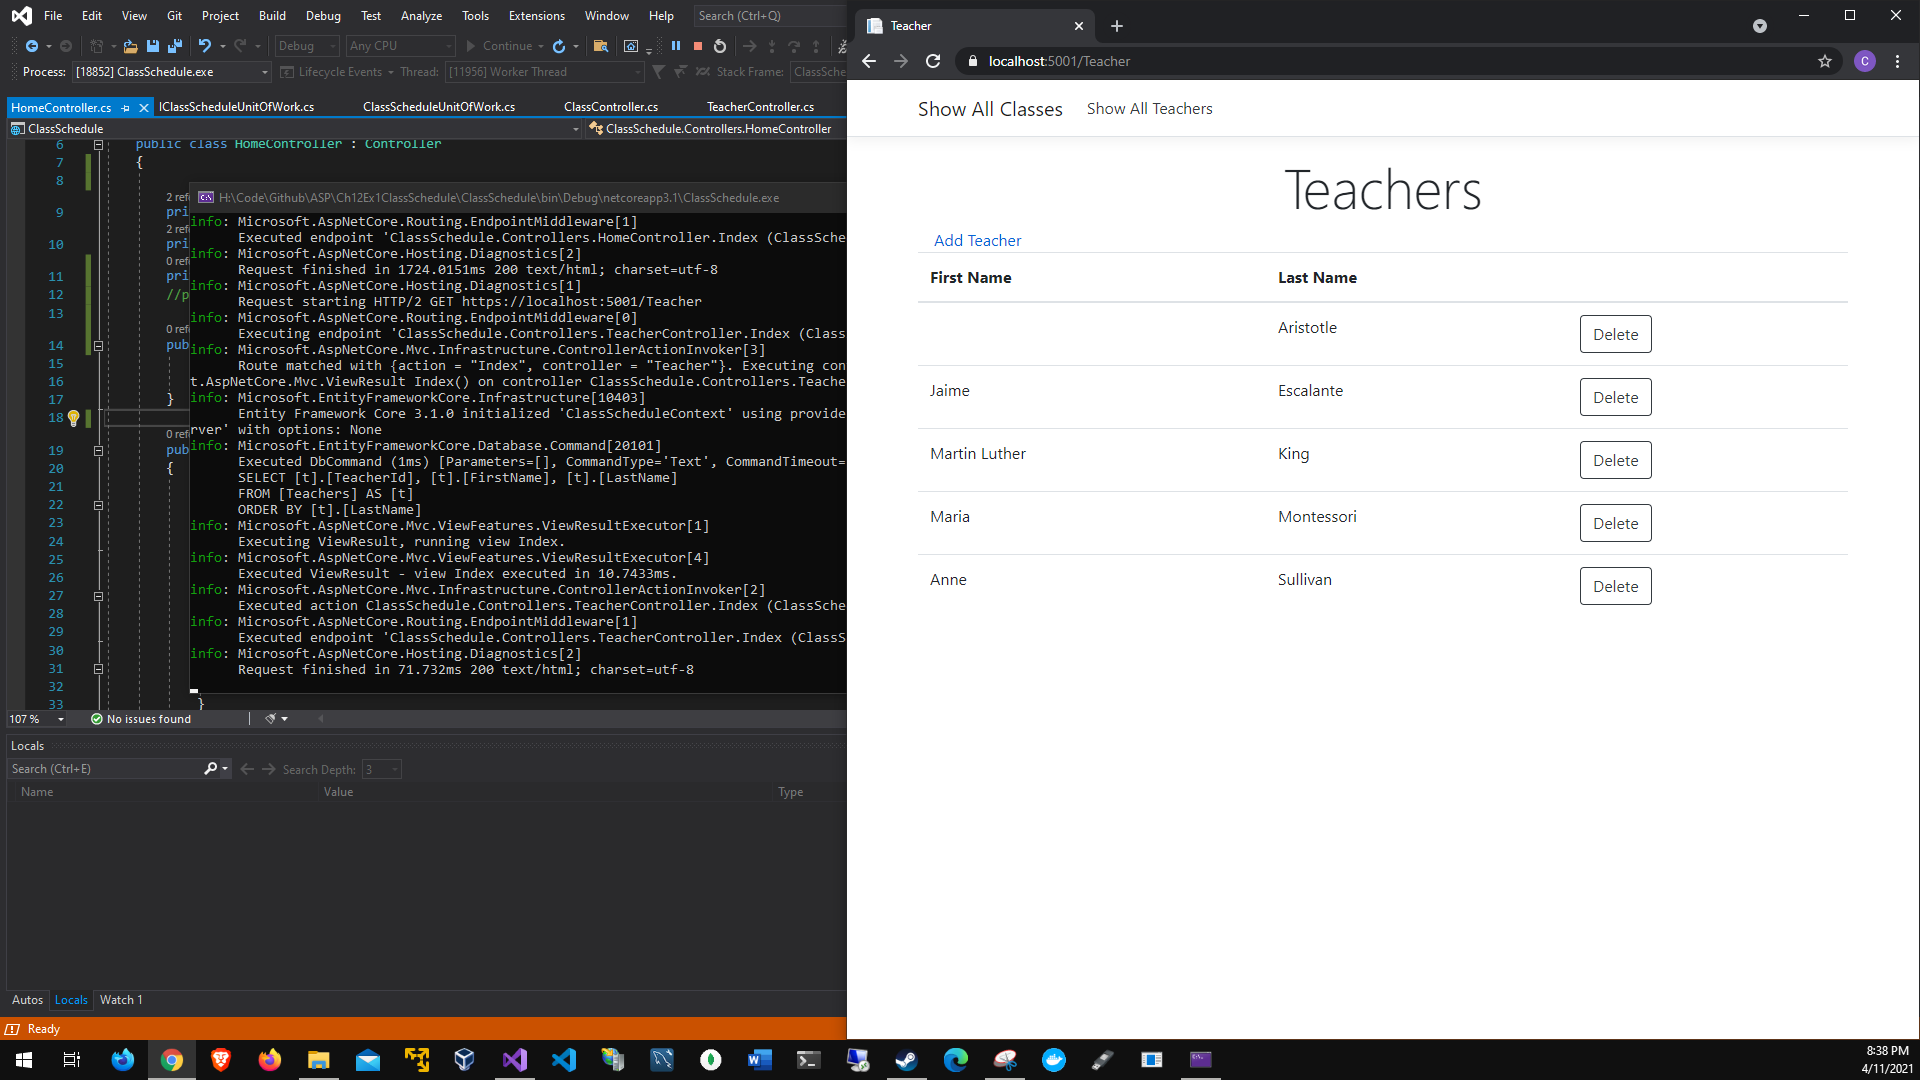 File Edit View Git Project Build Debug Test Analyze Tools Extensions Window Help Search (Ctrl+Q)
Debug Any CPU Continue
Process: [18852] ClassSchedule.exe Lifecycle Events Thread: [11956] Worker Thread Stack Frame: ClassSche
HomeController.cs IClassScheduleUnitOfWork.cs ClassScheduleUnitOfWork.cs ClassController.cs TeacherController.cs
ClassSchedule ClassSchedule.Controllers.HomeController
6 public class HomeController : Controller
7 {
8
2 refe
9 pri
2 refe
10 pri
0 refe
11 pri
12 //p
13
0 refe
14 pub
15
16
17 }
18
0 refe
19 pub
20 {
21
22
23
24
25
26
27
28
29
30
31
32
33 }
H:\Code\Github\ASP\Ch12Ex1ClassSchedule\ClassSchedule\bin\Debug\netcoreapp3.1\ClassSchedule.exe
info: Microsoft.AspNetCore.Routing.EndpointMiddleware[1]
Executed endpoint 'ClassSchedule.Controllers.HomeController.Index (ClassSche
info: Microsoft.AspNetCore.Hosting.Diagnostics[2]
Request finished in 1724.0151ms 200 text/html; charset=utf-8
info: Microsoft.AspNetCore.Hosting.Diagnostics[1]
Request starting HTTP/2 GET https://localhost:5001/Teacher
info: Microsoft.AspNetCore.Routing.EndpointMiddleware[0]
Executing endpoint 'ClassSchedule.Controllers.TeacherController.Index (Class
info: Microsoft.AspNetCore.Mvc.Infrastructure.ControllerActionInvoker[3]
Route matched with {action = "Index", controller = "Teacher"}. Executing con
t.AspNetCore.Mvc.ViewResult Index() on controller ClassSchedule.Controllers.Teache
info: Microsoft.EntityFrameworkCore.Infrastructure[10403]
Entity Framework Core 3.1.0 initialized 'ClassScheduleContext' using provide
rver' with options: None
info: Microsoft.EntityFrameworkCore.Database.Command[20101]
Executed DbCommand (1ms) [Parameters=[], CommandType='Text', CommandTimeout=
SELECT [t].[TeacherId], [t].[FirstName], [t].[LastName]
FROM [Teachers] AS [t]
ORDER BY [t].[LastName]
info: Microsoft.AspNetCore.Mvc.ViewFeatures.ViewResultExecutor[1]
Executing ViewResult, running view Index.
info: Microsoft.AspNetCore.Mvc.ViewFeatures.ViewResultExecutor[4]
Executed ViewResult - view Index executed in 10.7433ms.
info: Microsoft.AspNetCore.Mvc.Infrastructure.ControllerActionInvoker[2]
Executed action ClassSchedule.Controllers.TeacherController.Index (ClassSche
info: Microsoft.AspNetCore.Routing.EndpointMiddleware[1]
Executed endpoint 'ClassSchedule.Controllers.TeacherController.Index (ClassS
info: Microsoft.AspNetCore.Hosting.Diagnostics[2]
Request finished in 71.732ms 200 text/html; charset=utf-8
107 % No issues found
Locals
Search (Ctrl+E) Search Depth: 3
Name Value Type
Autos Locals Watch 1
Ready
Teacher
localhost:5001/Teacher C
Show All Classes Show All Teachers
Teachers
Add Teacher
First Name Last Name
Aristotle Delete
Jaime Escalante Delete
Martin Luther King Delete
Maria Montessori Delete
Anne Sullivan Delete
8:38 PM
4/11/2021